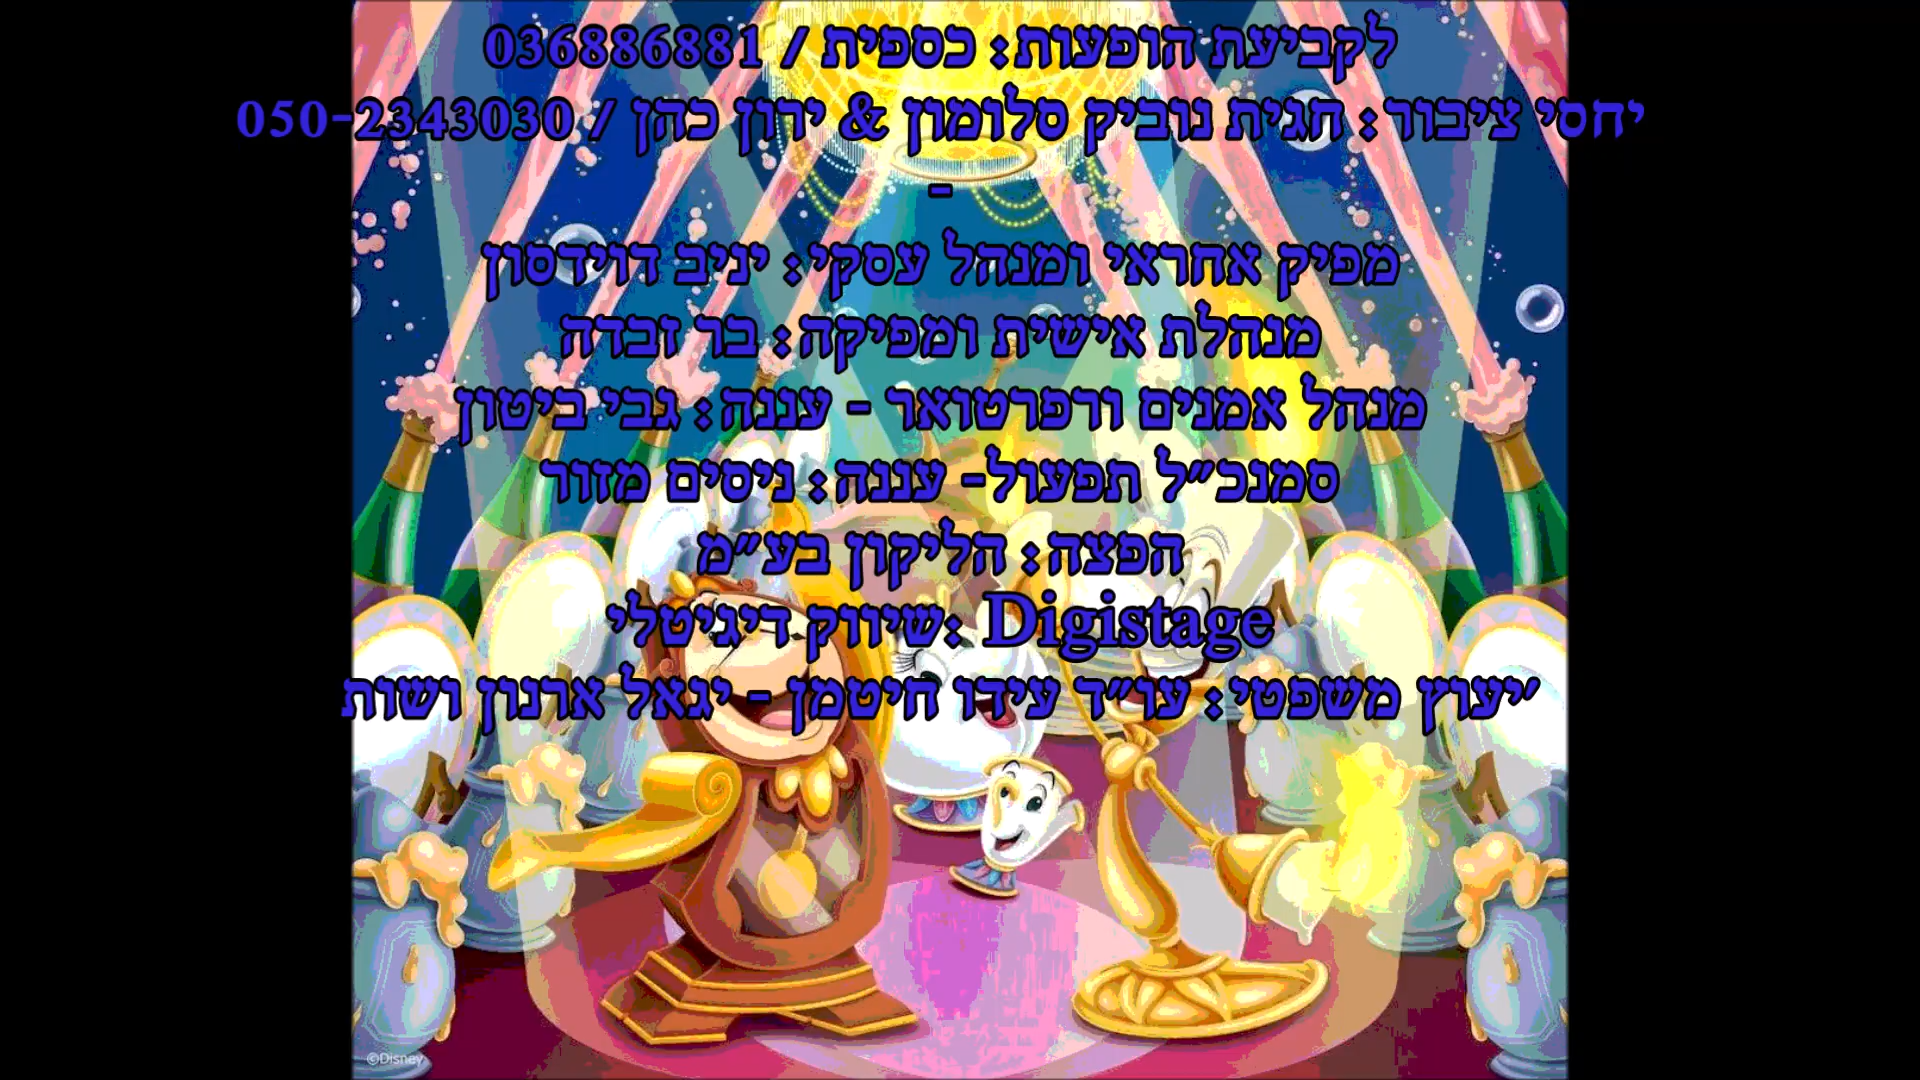 לקביעת הופעות: כספית / 036886881
יחסי ציבור: חגית נוביק סלומון & ירון כהן / 050-2343030
-
מפיק אחראי ומנהל עסקי: יניב דוידסון
מנהלת אישית ומפיקה: בר זבדה
מנהל אמנים ורפרטואר - עננה: גבי ביטון
סמנכ״ל תפעול- עננה: ניסים מזור
הפצה: הליקון בע״מ
שיווק דיגיטלי: Digistage
יעוץ משפטי: עו״ד עידו חיטמן - יגאל ארנון ושות׳
©Disney